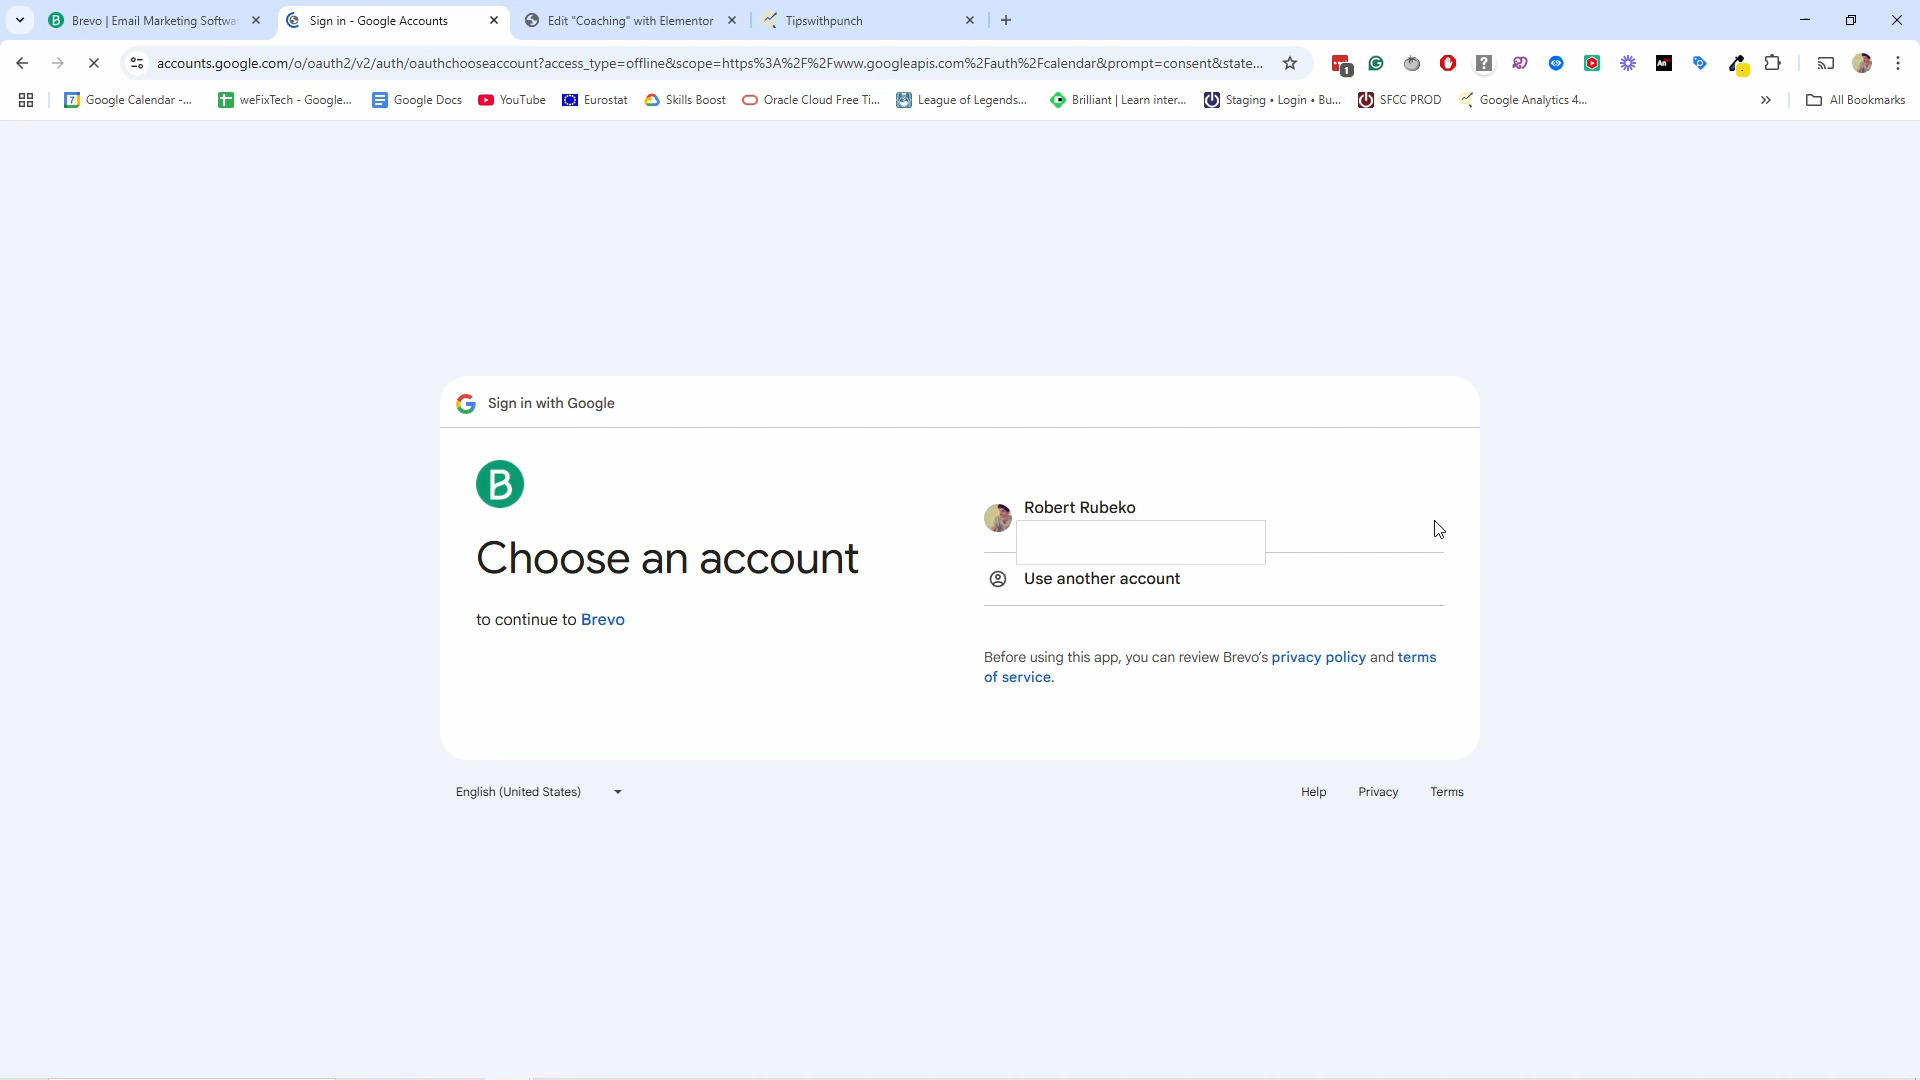 Brevo | Email Marketing Softwa
Sign in - Google Accounts
Edit "Coaching" with Elementor
Tipswithpunch
accounts.google.com/o/oauth2/v2/auth/oauthchooseaccount?access_type=offline&scope=https%3A%2F%2Fwww.googleapis.com%2Fauth%2Fcalendar&prompt=consent&state...
1
An
Google Calendar -...
weFixTech - Google...
Google Docs
YouTube
Eurostat
Skills Boost
Oracle Cloud Free Ti...
League of Legends...
Brilliant | Learn inter...
Staging • Login • Bu...
SFCC PROD
Google Analytics 4...
All Bookmarks
Sign in with Google
B
Choose an account
to continue to Brevo
Robert Rubeko
Use another account
Before using this app, you can review Brevo's privacy policy and terms
of service.
English (United States)
Help
Privacy
Terms